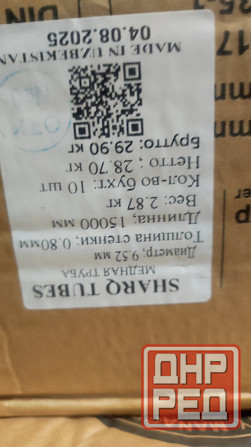 SHARQ TUBES
МЕДНАЯ ТРУБА
Диаметр, 9.52 мм
Толщина стенки: 0.80мм
Длинна; 15000 мм
Вес: 2.87 кг
Кол-во бухт: 10 шт
Нетто ; 28.70 кг
Брутто: 29.90 кг
MADE IN UZBEKISTAN
04.08.2025
DIN
ОТК
ДНР
РЕД